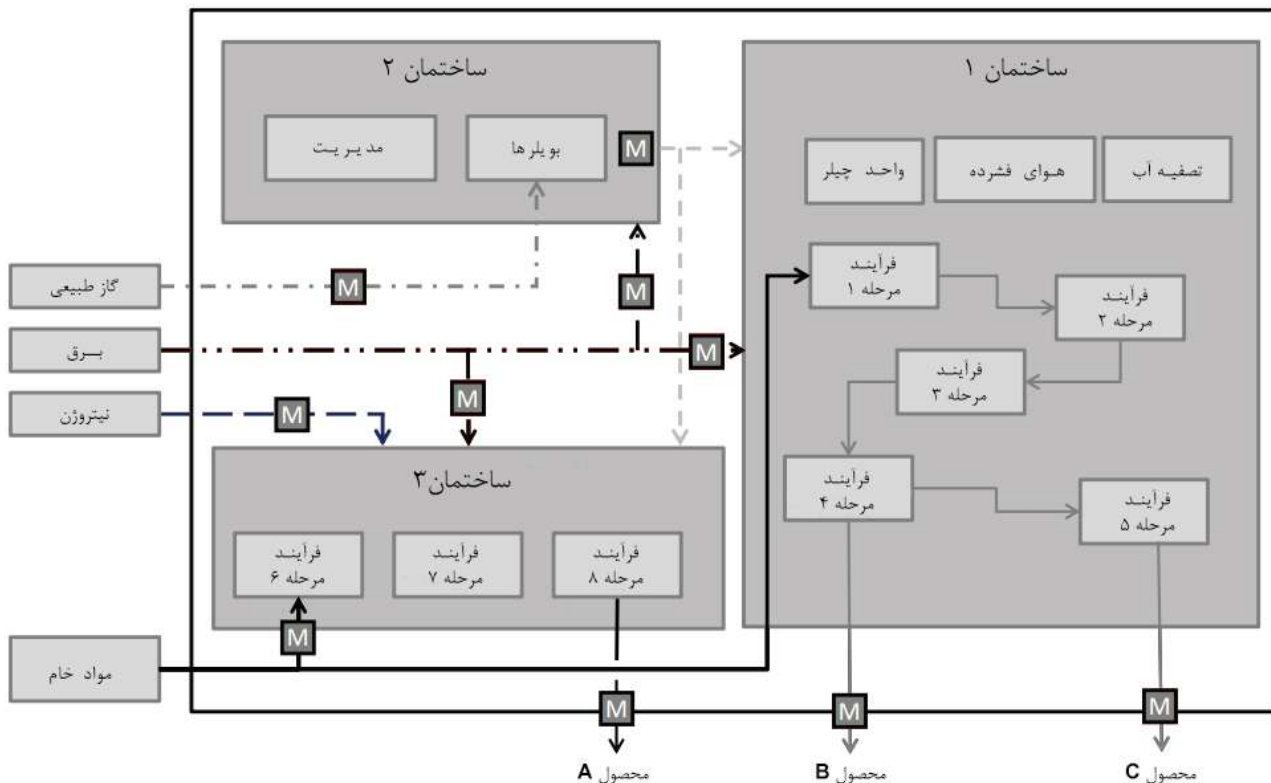 ساختمان ۲
ساختمان ۱
مدیریت
بویلرها
M
واحد چیلر
هوای فشرده
تصفیه آب
گاز طبیعی
M
M
فرآیند
مرحله ۱
فرآیند
مرحله ۲
برق
M
فرآیند
مرحله ۳
نیتروژن
M
M
ساختمان۳
فرآیند
مرحله ۴
فرآیند
مرحله ۵
فرآیند
مرحله ۶
فرآیند
مرحله ۷
فرآیند
مرحله ۸
M
مواد خام
M
M
M
محصول A
محصول B
محصول C